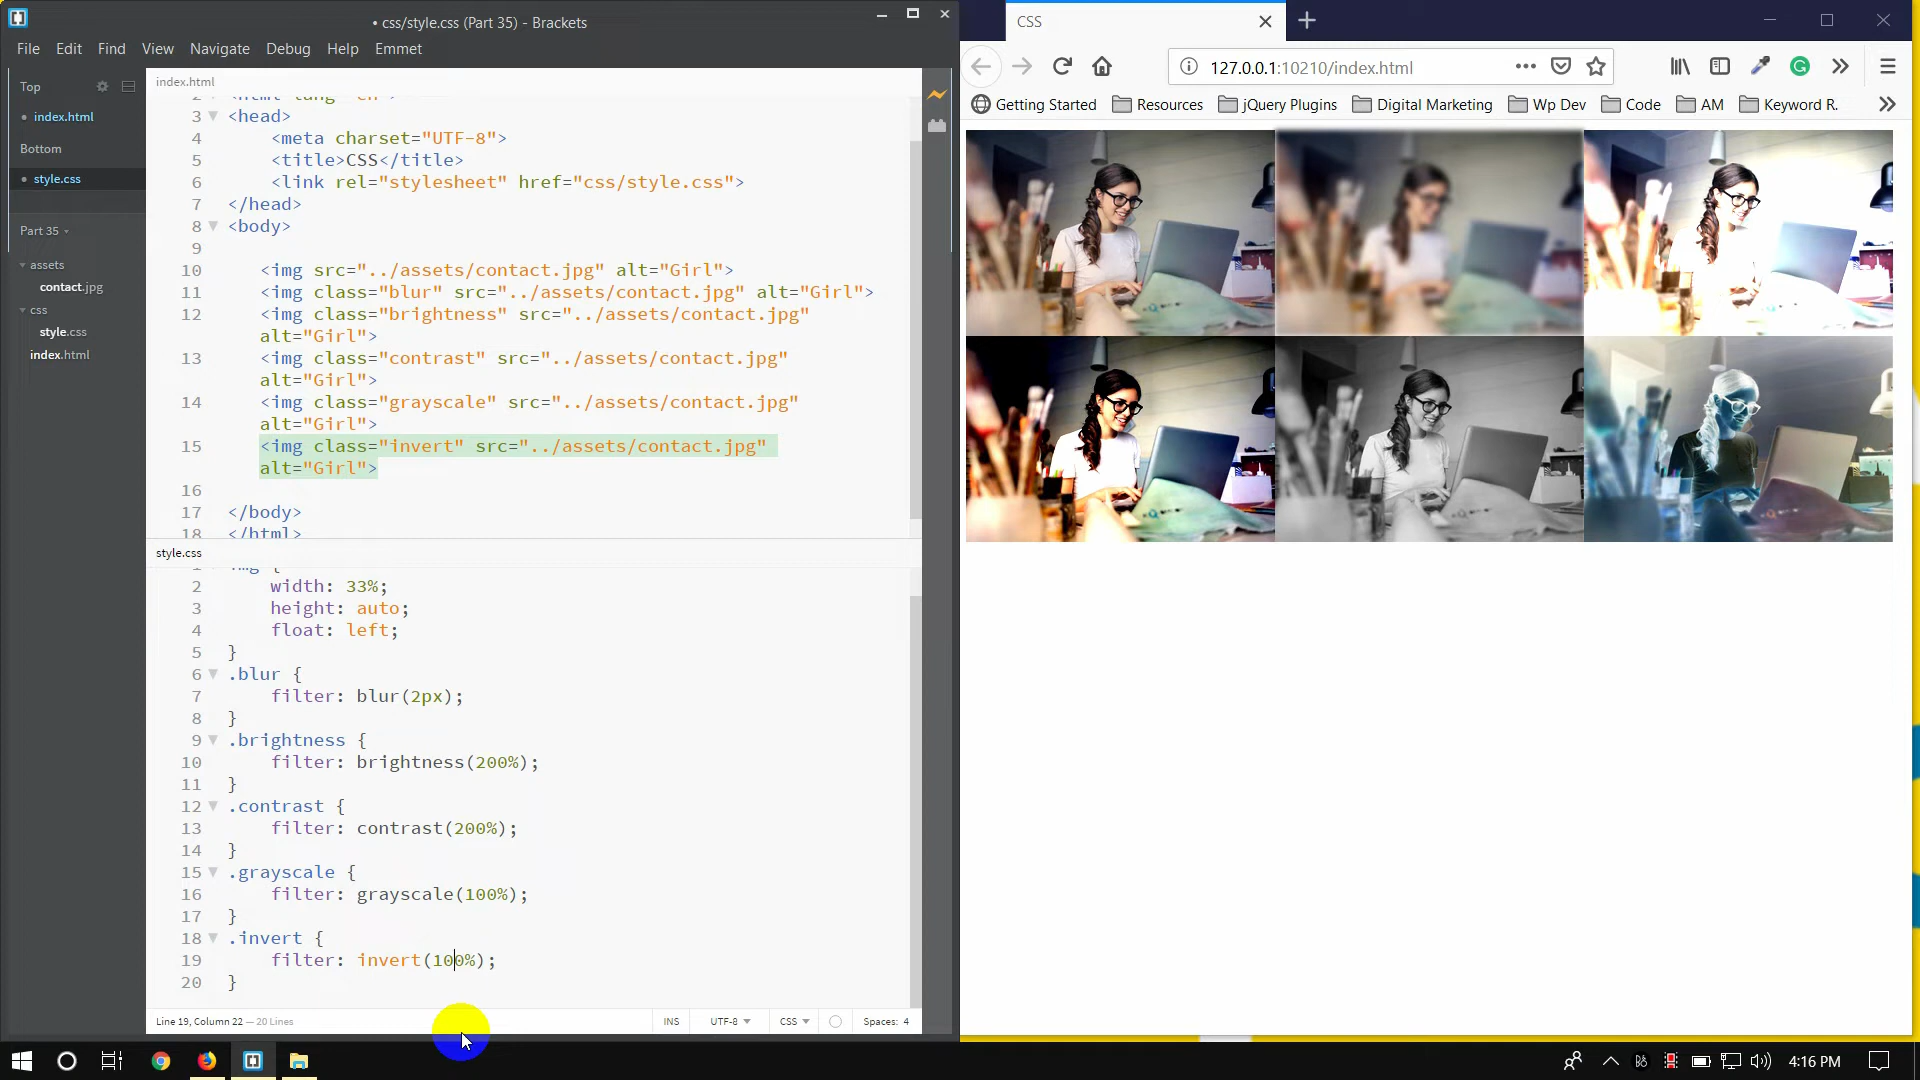 • css/style.css (Part 35) - Brackets
File Edit Find View Navigate Debug Help Emmet
Top
• index.html
Bottom
• style.css
Part 35
assets
contact.jpg
css
style.css
index.html
index.html
2 <html lang="en">
3 <head>
4 <meta charset="UTF-8">
5 <title>CSS</title>
6 <link rel="stylesheet" href="css/style.css">
7 </head>
8 <body>
9
10 <img src="../assets/contact.jpg" alt="Girl">
11 <img class="blur" src="../assets/contact.jpg" alt="Girl">
12 <img class="brightness" src="../assets/contact.jpg"
alt="Girl">
13 <img class="contrast" src="../assets/contact.jpg"
alt="Girl">
14 <img class="grayscale" src="../assets/contact.jpg"
alt="Girl">
15 <img class="invert" src="../assets/contact.jpg"
alt="Girl">
16
17 </body>
18 </html>
style.css
1 img {
2 width: 33%;
3 height: auto;
4 float: left;
5 }
6 .blur {
7 filter: blur(2px);
8 }
9 .brightness {
10 filter: brightness(200%);
11 }
12 .contrast {
13 filter: contrast(200%);
14 }
15 .grayscale {
16 filter: grayscale(100%);
17 }
18 .invert {
19 filter: invert(100%);
20 }
Line 19, Column 22 — 20 Lines
INS UTF-8 CSS Spaces: 4
CSS
127.0.0.1:10210/index.html
Getting Started Resources jQuery Plugins Digital Marketing Wp Dev Code AM Keyword R.
4:16 PM